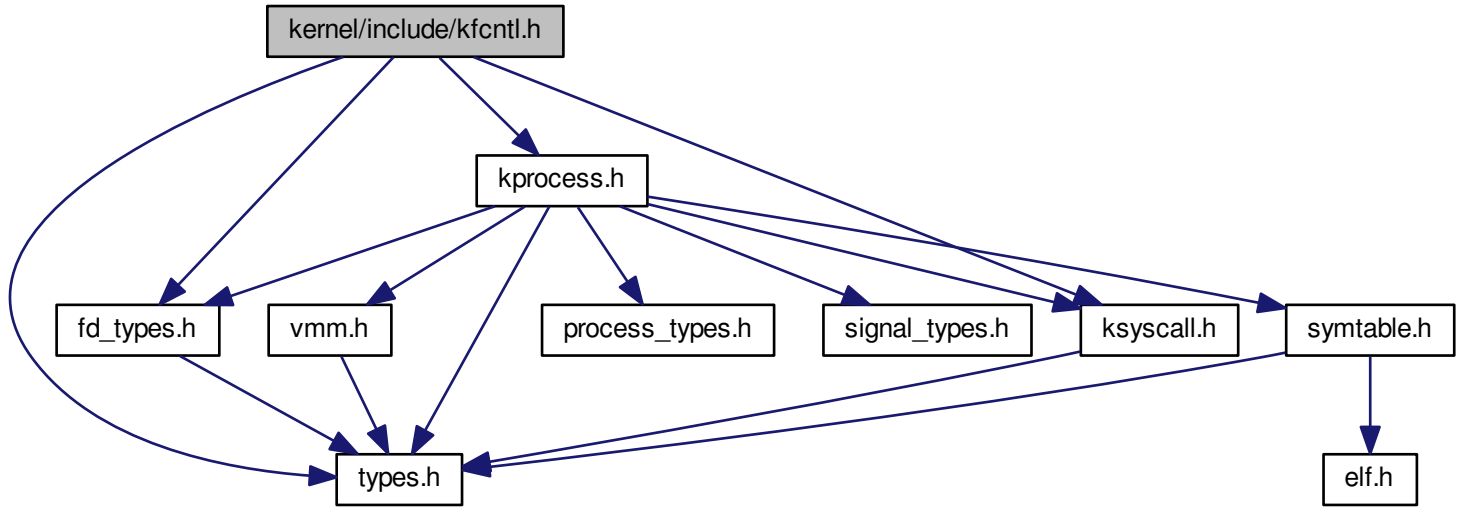 kernel/include/kfcntl.h
kprocess.h
fd_types.h
vmm.h
process_types.h
signal_types.h
ksyscall.h
symtable.h
types.h
elf.h